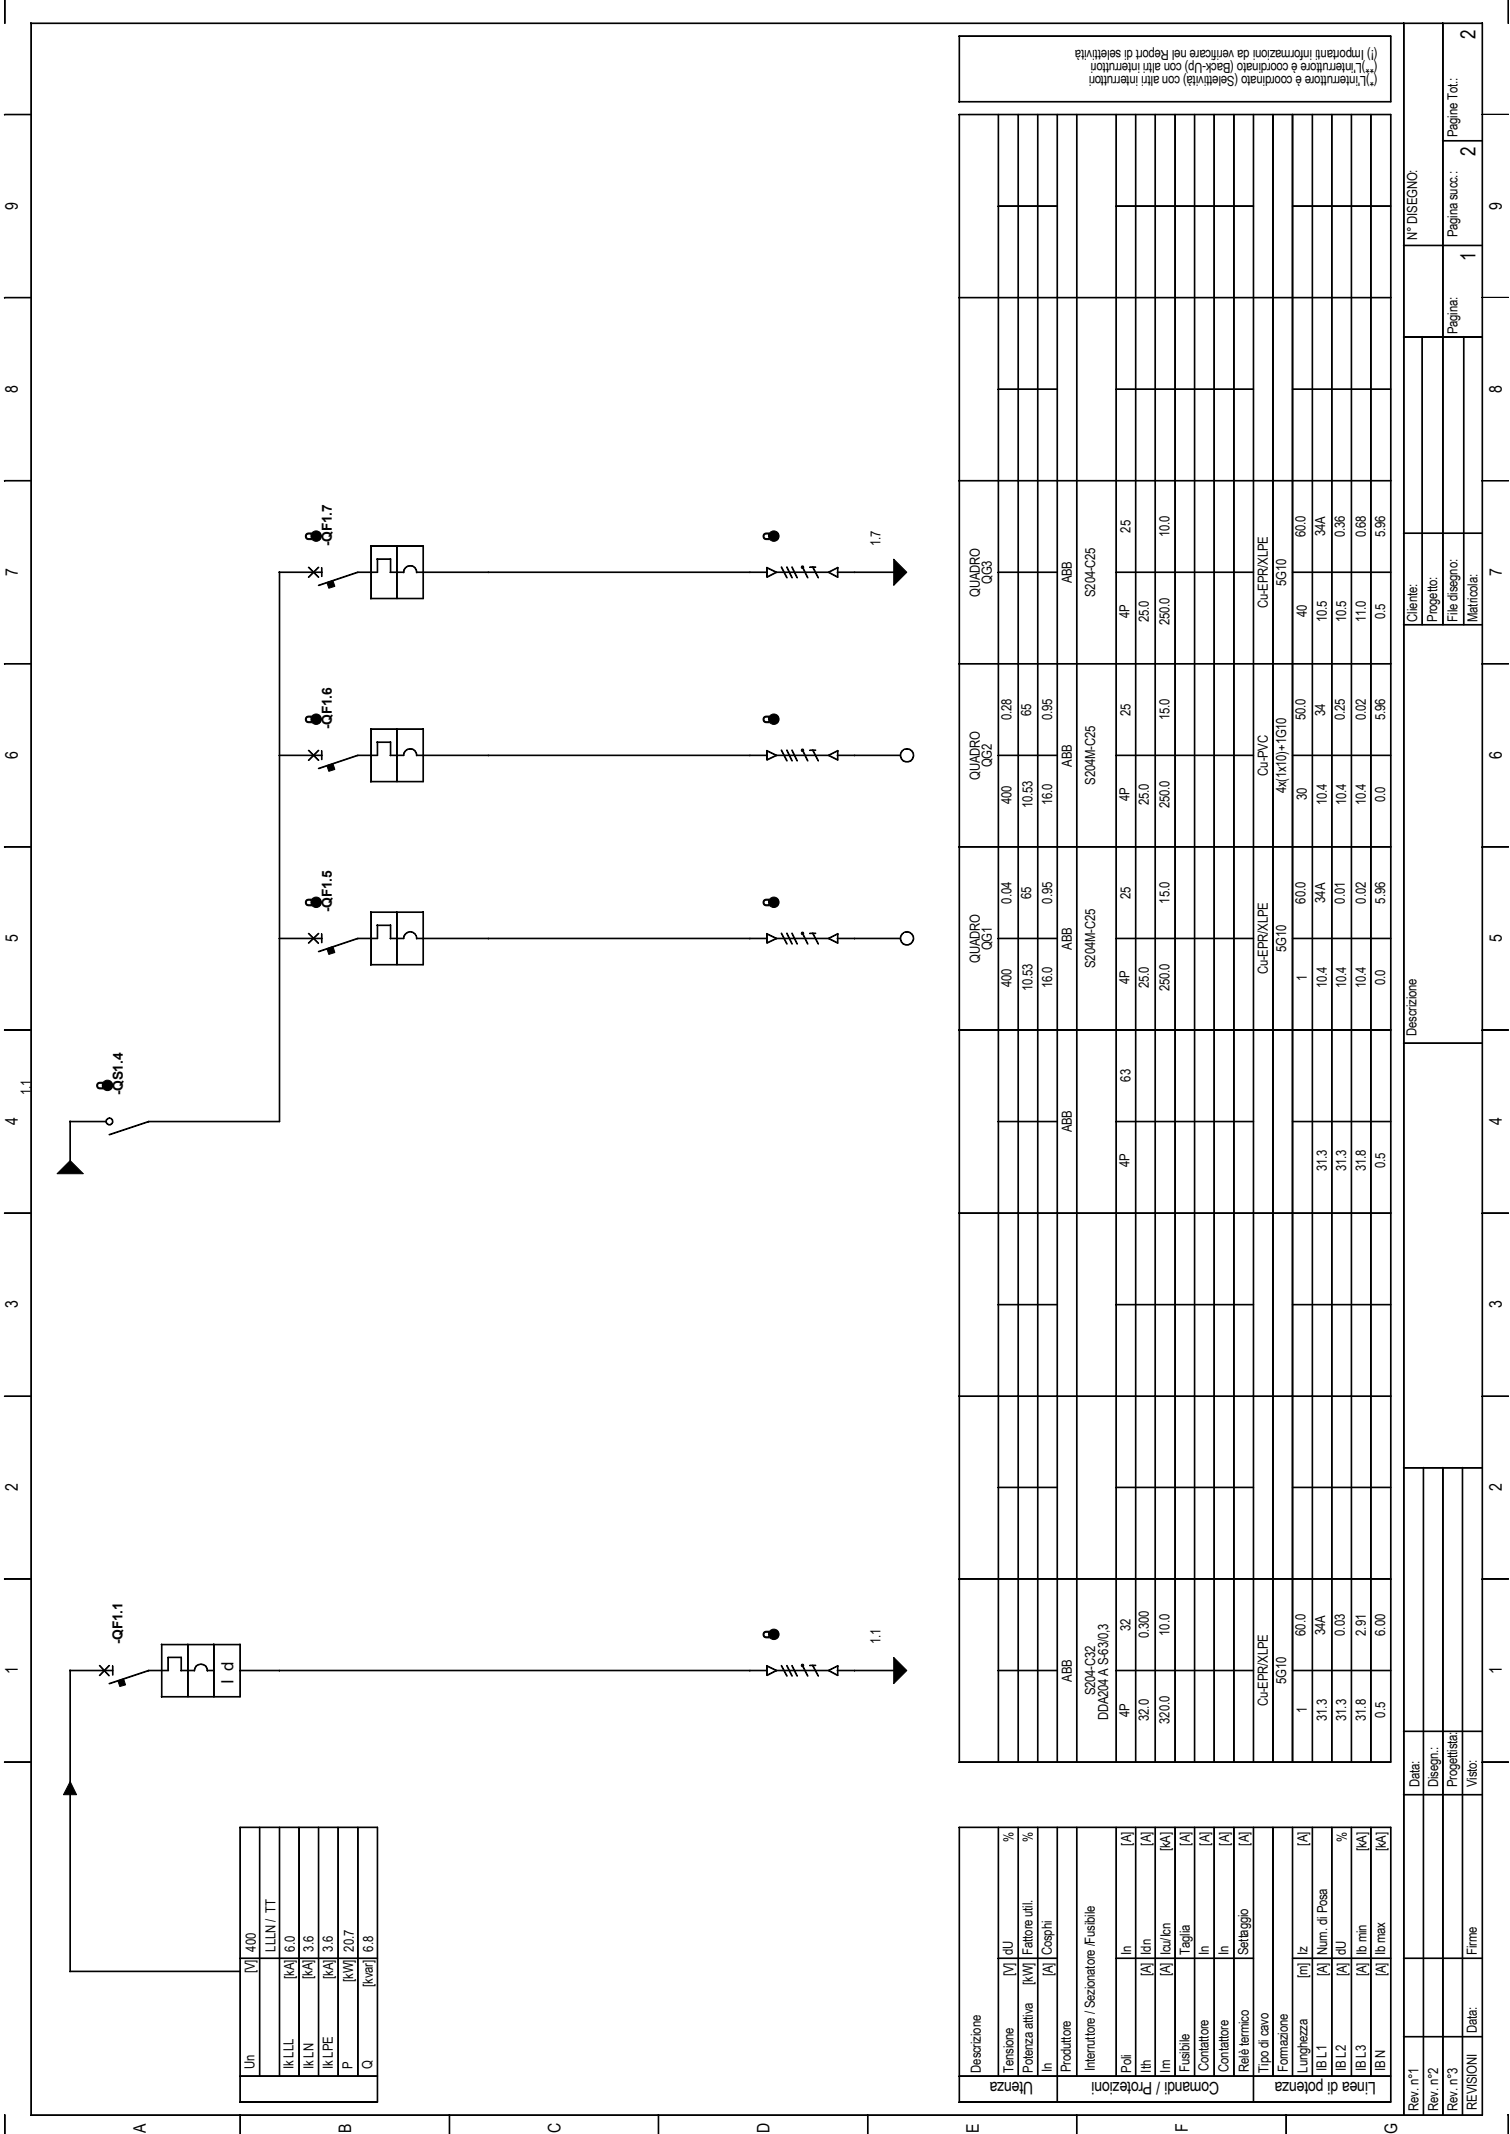 1 2 3 4 5 6 7 8 9
A
B
C
D
E
F
G
-QF1.1
I d
1.1
1.1
-QS1.4
-QF1.5
-QF1.6
-QF1.7
1.7
Un [V] 400
LLLN / TT
Ik LLL [kA] 6.0
Ik LN [kA] 3.6
Ik LPE [kA] 3.6
P [kW] 20.7
Q [kvar] 6.8
Utenza
Descrizione QUADRO QG1 QUADRO QG2 QUADRO QG3
Tensione [V] dU % 400 0.04 400 0.28
Potenza attiva [kW] Fattore util. % 10.53 65 10.53 65
In [A] Cosphi 16.0 0.95 16.0 0.95
Comandi / Protezioni
Produttore ABB ABB ABB ABB ABB
Interruttore / Sezionatore /Fusibile S204-C32 DDA204 A S-63/0,3 S204M-C25 S204M-C25 S204-C25
Poli In [A] 4P 32 4P 63 4P 25 4P 25 4P 25
Ith [A] Idn [A] 32.0 0.300 25.0 25.0 25.0
Im [A] Icu/Icn [kA] 320.0 10.0 250.0 15.0 250.0 15.0 250.0 10.0
Fusibile Taglia [A]
Contattore In [A]
Contattore In [A]
Relè termico Settaggio [A]
Linea di potenza
Tipo di cavo Cu-EPR/XLPE Cu-EPR/XLPE Cu-PVC Cu-EPR/XLPE
Formazione 5G10 5G10 4x(1x10)+1G10 5G10
Lunghezza [m] Iz [A] 1 60.0 1 60.0 30 50.0 40 60.0
IB L1 [A] Num. di Posa 31.3 34A 31.3 10.4 34A 10.4 34 10.5 34A
IB L2 [A] dU % 31.3 0.03 31.3 10.4 0.01 10.4 0.25 10.5 0.36
IB L3 [A] Ib min [kA] 31.8 2.91 31.8 10.4 0.02 10.4 0.02 11.0 0.68
IB N [A] Ib max [kA] 0.5 6.00 0.5 0.0 5.96 0.0 5.96 0.5 5.96
(*)L'interruttore è coordinato (Selettività) con altri interruttori
(**)L'interruttore è coordinato (Back-Up) con altri interruttori
(!) Importanti informazioni da verificare nel Report di selettività
Rev. n°1
Rev. n°2
Rev. n°3
REVISIONI Data: Firme
Data:
Disegn.:
Progettista:
Visto:
Descrizione
Cliente:
Progetto:
File disegno:
Matricola:
N° DISEGNO:
Pagina: 1 Pagina succ.: 2 Pagine Tot.: 2
1 2 3 4 5 6 7 8 9